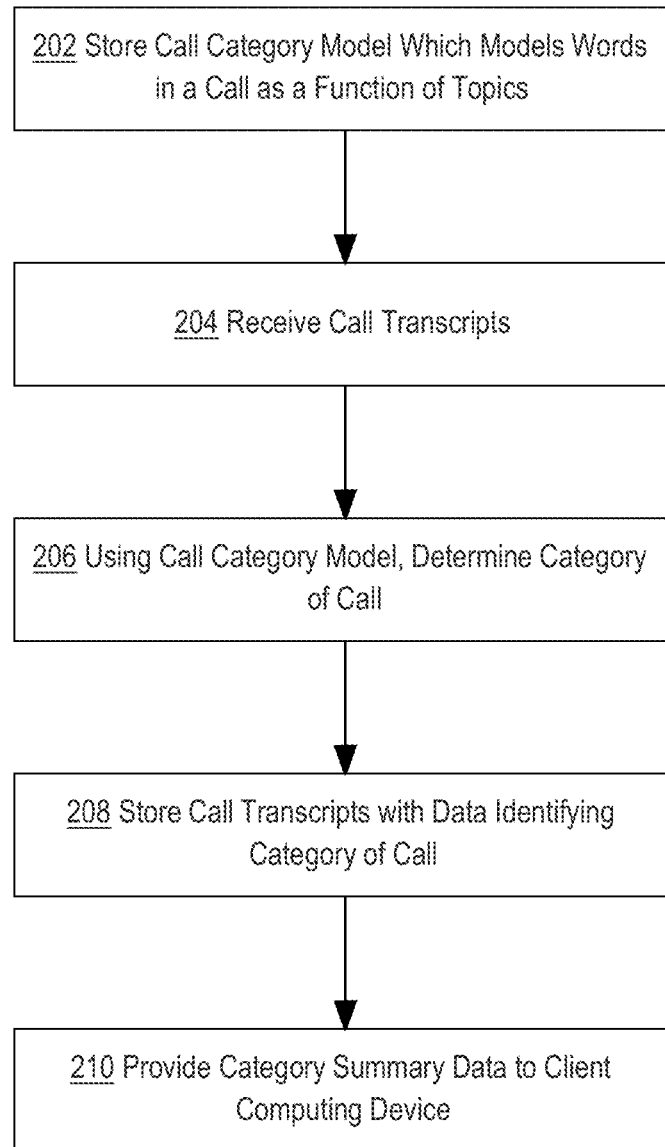 202 Store Call Category Model Which Models Words
in a Call as a Function of Topics
204 Receive Call Transcripts
206 Using Call Category Model, Determine Category
of Call
208 Store Call Transcripts with Data Identifying
Category of Call
210 Provide Category Summary Data to Client
Computing Device